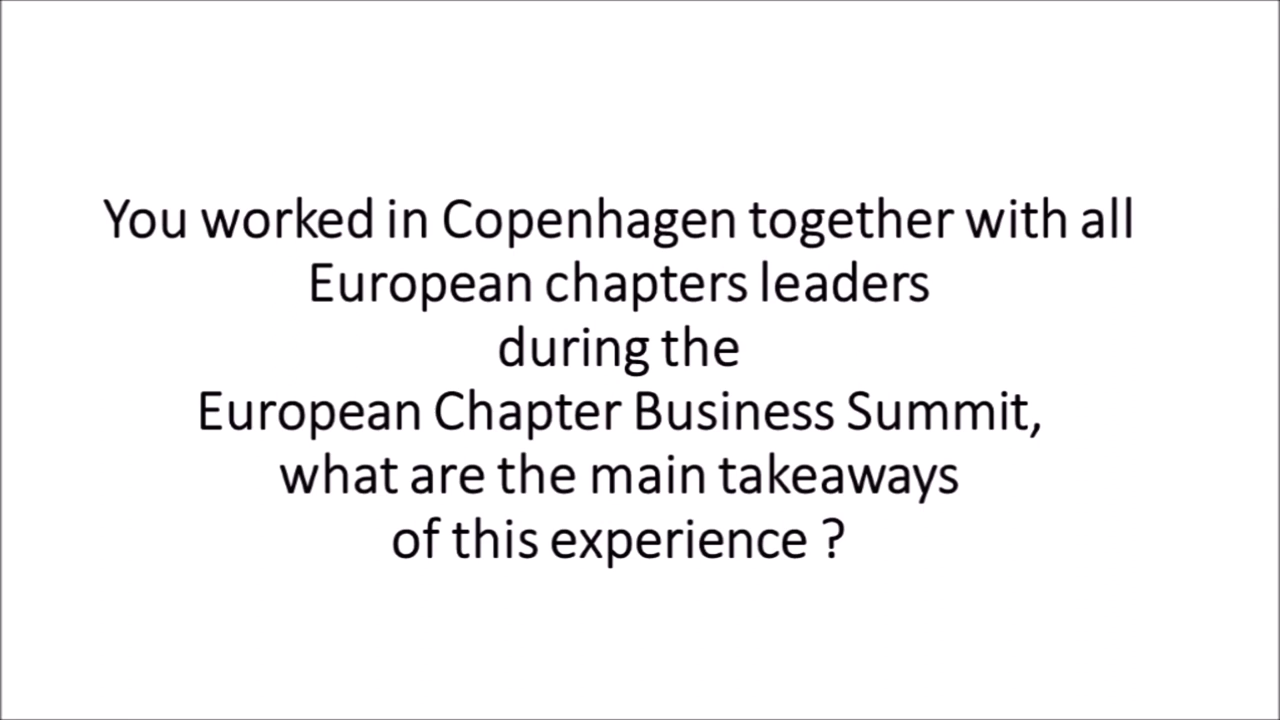 You worked in Copenhagen together with all
European chapters leaders
during the
European Chapter Business Summit,
what are the main takeaways
of this experience ?